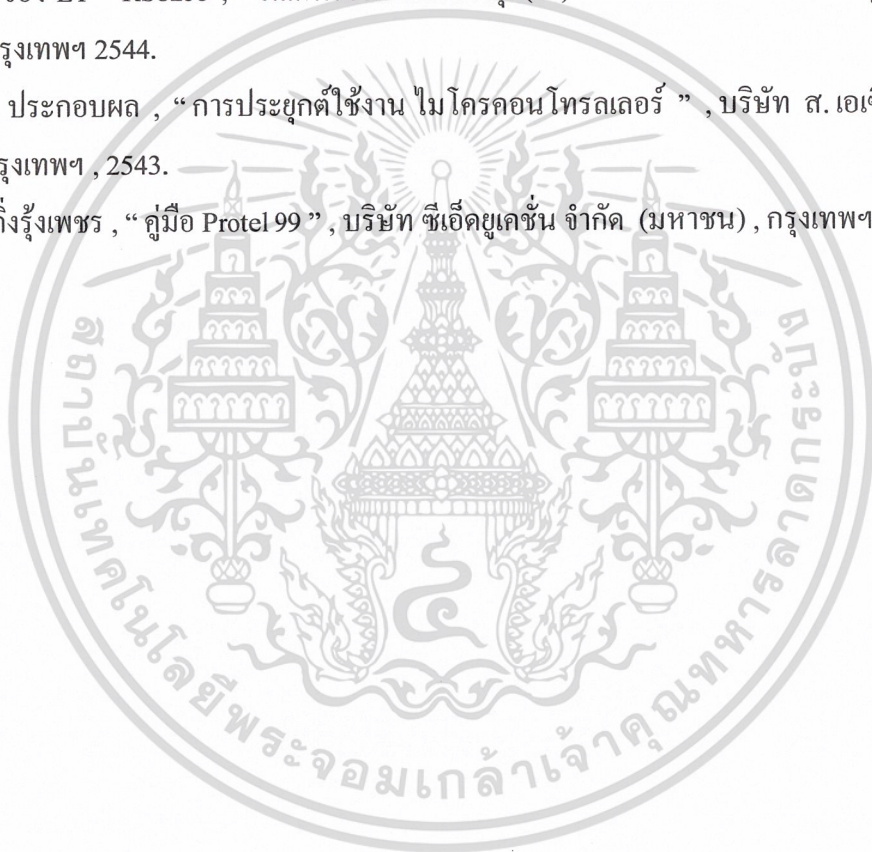 กรุงเทพฯ 2544.
ประกอบผล , “ การประยุกต์ใช้งาน ไมโครคอนโทรลเลอร์ ” , บริษัท ส. เอเชี
กรุงเทพฯ , 2543.
กิ่งรุ้งเพชร , “ คู่มือ Protel 99 ” , บริษัท ซีเอ็ดยูเคชั่น จำกัด (มหาชน) , กรุงเทพฯ
๔
สถาบันเทคโนโลยีพระจอมเกล้าเจ้าคุณทหารลาดกระบัง